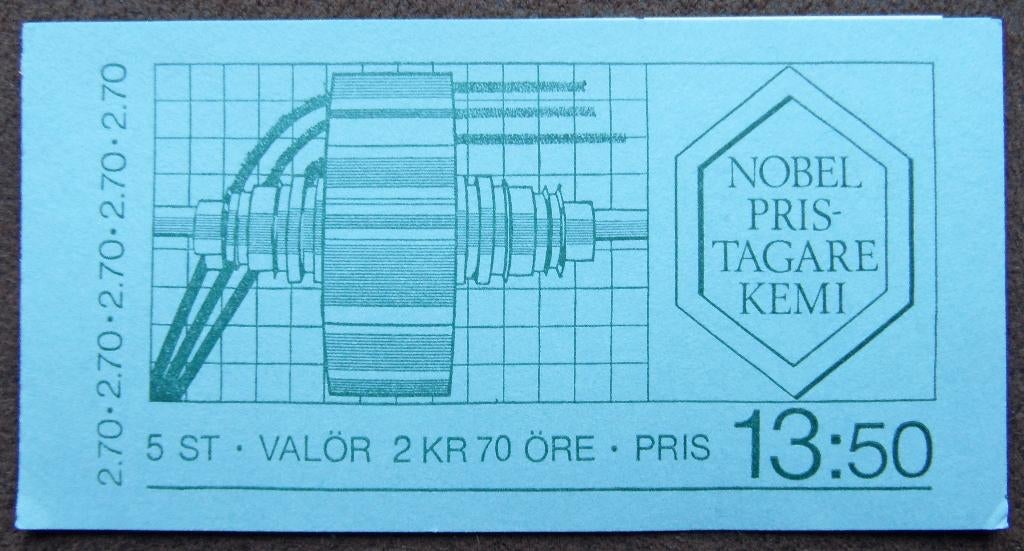 2.70·2.70·2.70·2.70·2.70
NOBEL
PRIS-
TAGARE
KEMI
5 ST · VALÖR 2 KR 70 ÖRE · PRIS 13:50